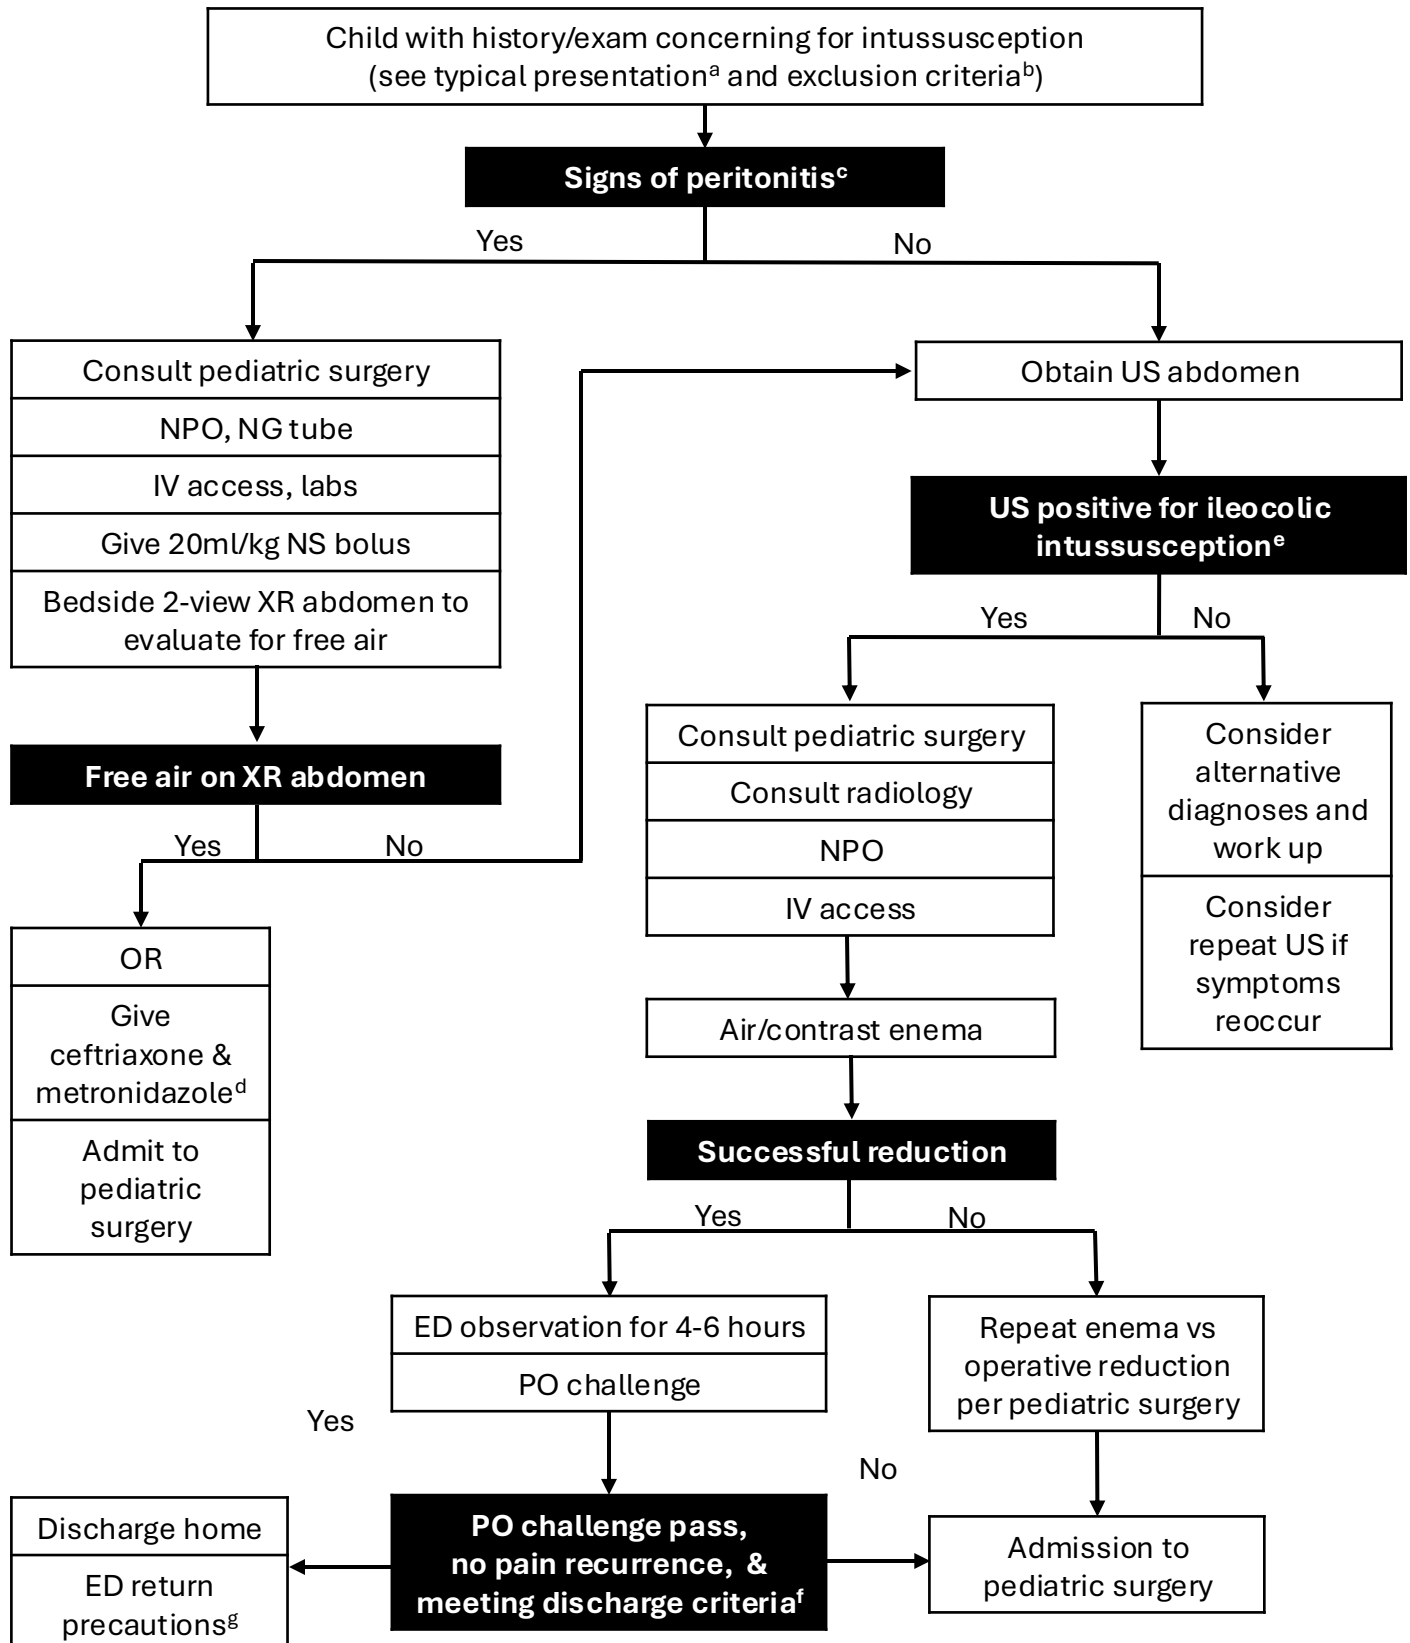 Child with history/exam concerning for intussusception
(see typical presentationᵃ and exclusion criteriaᵇ)
Signs of peritonitisᶜ
Yes
No
Consult pediatric surgery
NPO, NG tube
IV access, labs
Give 20ml/kg NS bolus
Bedside 2-view XR abdomen to
evaluate for free air
Free air on XR abdomen
Yes
No
OR
Give
ceftriaxone &
metronidazoleᵈ
Admit to
pediatric
surgery
Obtain US abdomen
US positive for ileocolic
intussusceptionᵉ
Yes
No
Consult pediatric surgery
Consult radiology
NPO
IV access
Consider
alternative
diagnoses and
work up
Consider
repeat US if
symptoms
reoccur
Air/contrast enema
Successful reduction
Yes
No
ED observation for 4-6 hours
PO challenge
Repeat enema vs
operative reduction
per pediatric surgery
Yes
No
PO challenge pass,
no pain recurrence, &
meeting discharge criteriaᶠ
Discharge home
ED return
precautionsᵍ
Admission to
pediatric surgery